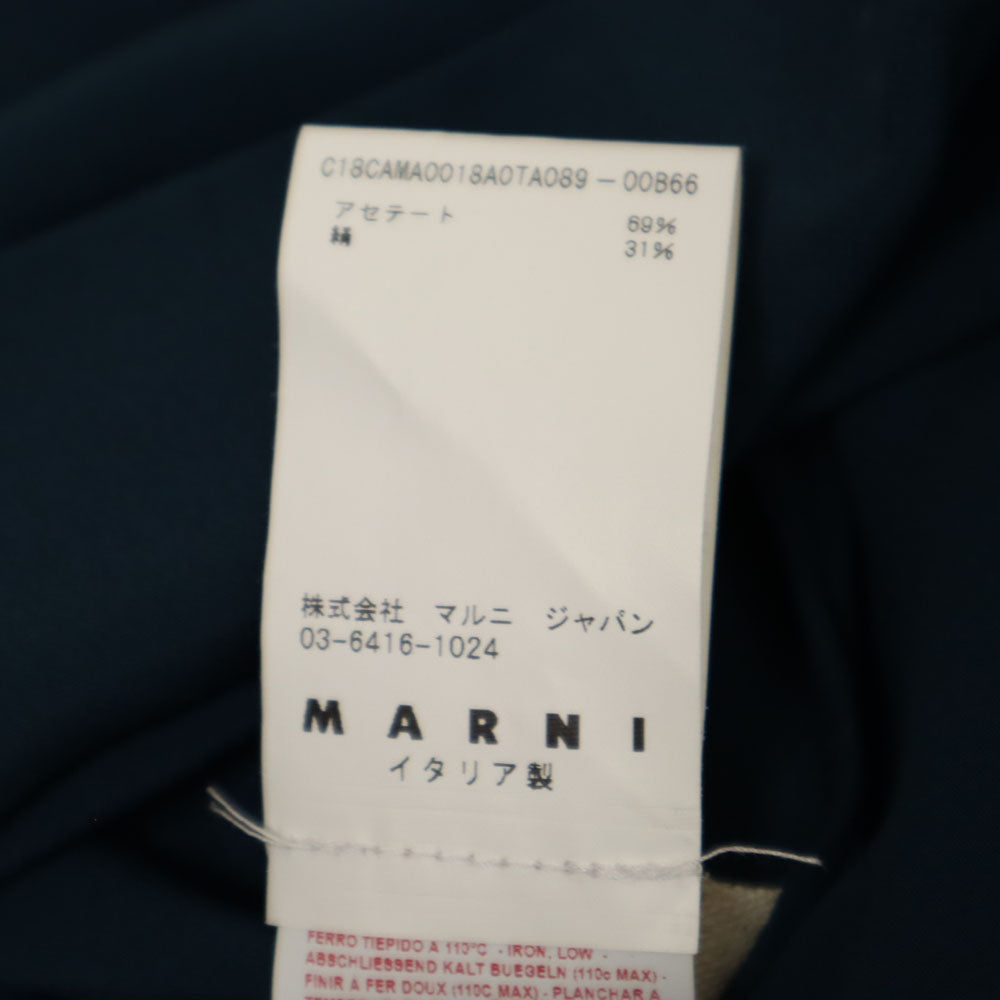 C18CAMA0018A0TA089-00B66
アセテート 69%
絹 31%
株式会社 マルニ ジャパン
03-6416-1024
MARNI
イタリア製
FERRO TIEPIDO A 110°C - IRON, LOW -
ABSCHLIESSEND KALT BUEGELN (110c MAX) -
FINIR A FER DOUX (110C MAX) - PLANCHAR A